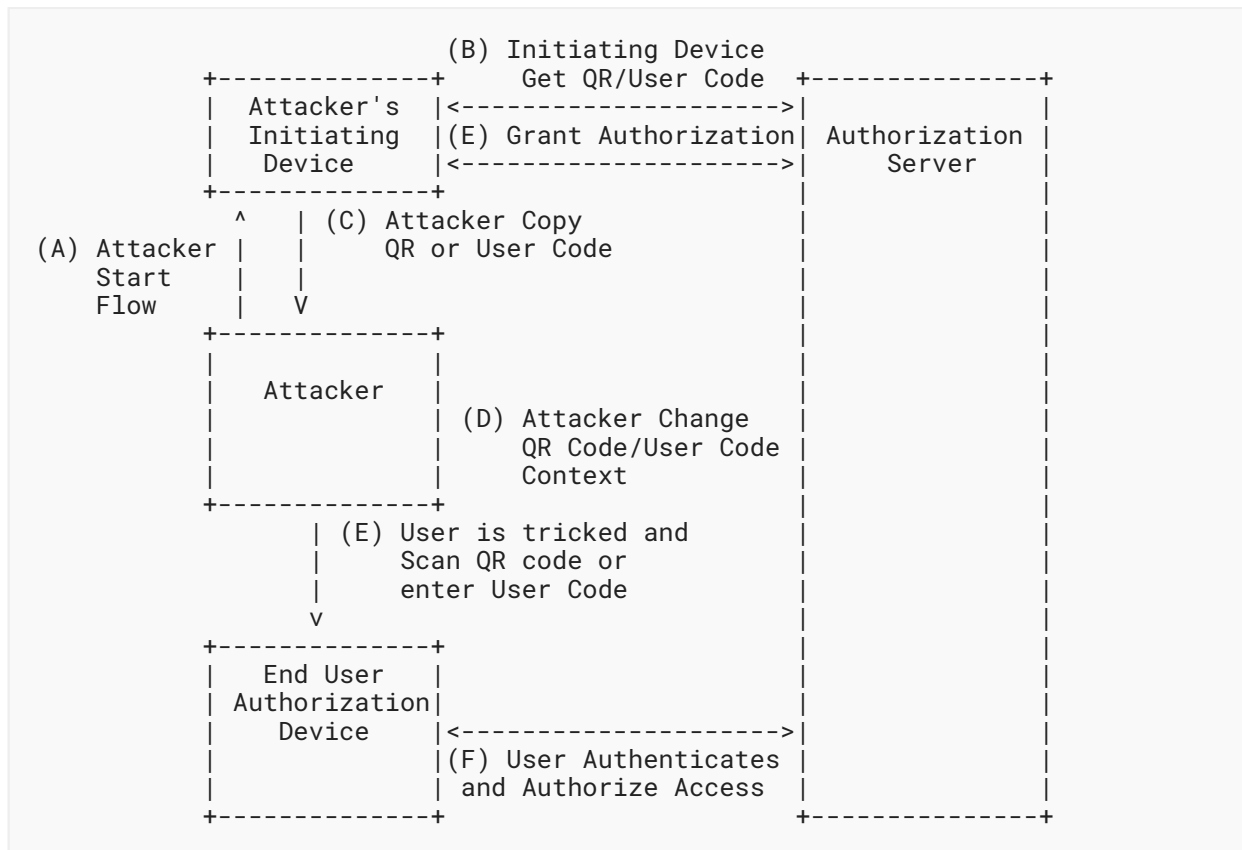 (B) Initiating Device
Get QR/User Code
Attacker's
Initiating
Device
(E) Grant Authorization
Authorization
Server
(C) Attacker Copy
QR or User Code
(A) Attacker
Start
Flow
Attacker
(D) Attacker Change
QR Code/User Code
Context
(E) User is tricked and
Scan QR code or
enter User Code
End User
Authorization
Device
(F) User Authenticates
and Authorize Access